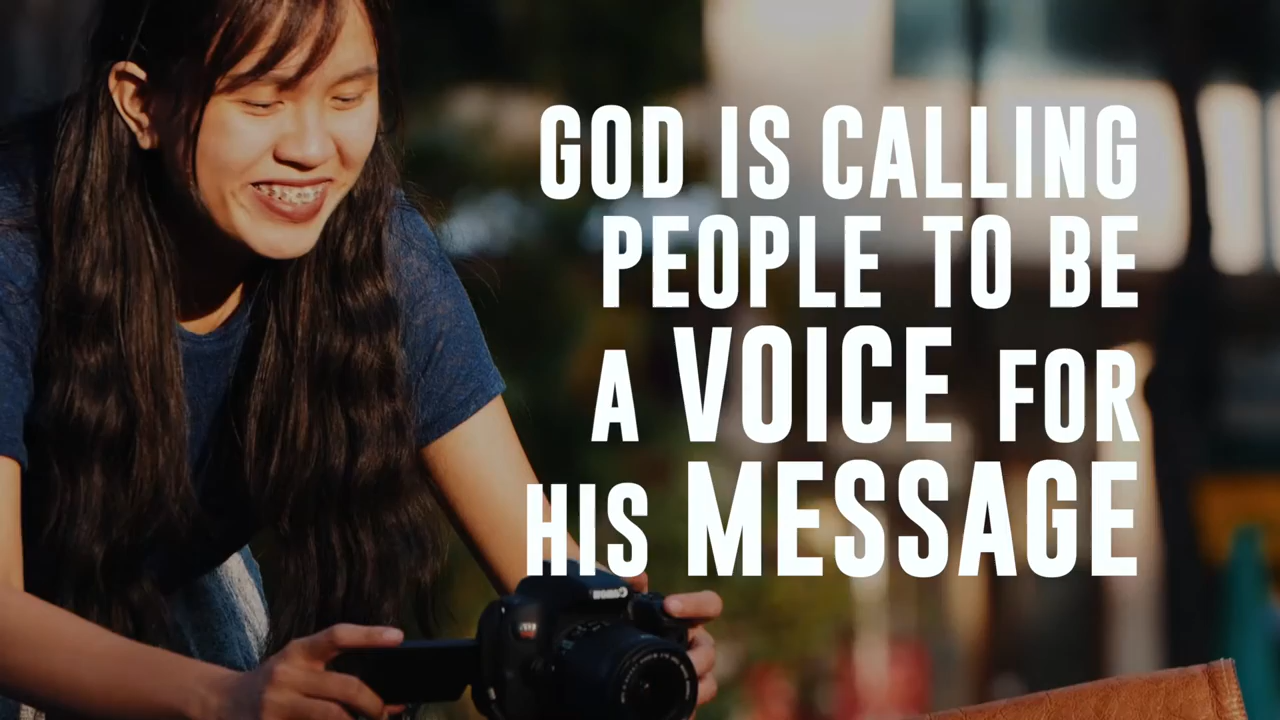 GOD IS CALLING
PEOPLE TO BE
A VOICE FOR
HIS MESSAGE
Canon